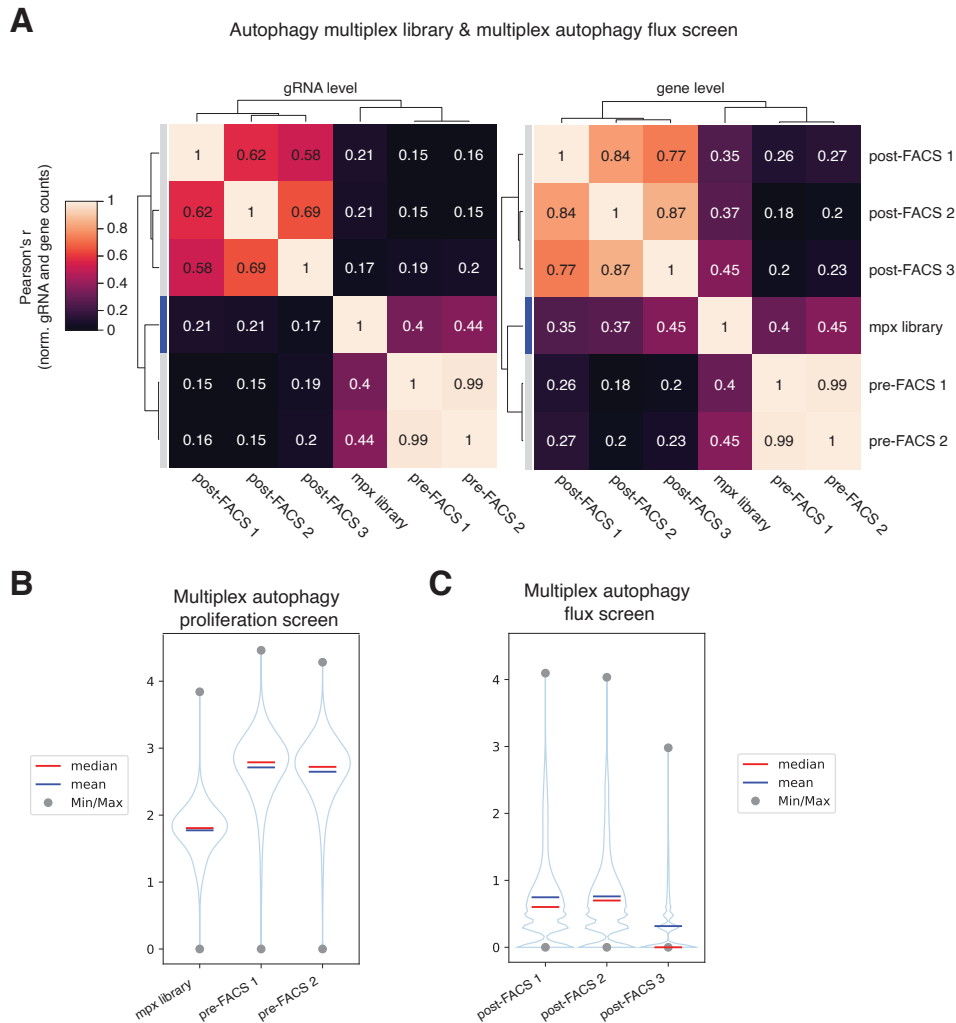 A
Autophagy multiplex library & multiplex autophagy flux screen
gRNA level
gene level
Pearson's r
(norm. gRNA and gene counts)
1
0.8
0.6
0.4
0.2
0
1 0.62 0.58 0.21 0.15 0.16
0.62 1 0.69 0.21 0.15 0.15
0.58 0.69 1 0.17 0.19 0.2
0.21 0.21 0.17 1 0.4 0.44
0.15 0.15 0.19 0.4 1 0.99
0.16 0.15 0.2 0.44 0.99 1
post-FACS 1
post-FACS 2
post-FACS 3
mpx library
pre-FACS 1
pre-FACS 2
1 0.84 0.77 0.35 0.26 0.27 post-FACS 1
0.84 1 0.87 0.37 0.18 0.2 post-FACS 2
0.77 0.87 1 0.45 0.2 0.23 post-FACS 3
0.35 0.37 0.45 1 0.4 0.45 mpx library
0.26 0.18 0.2 0.4 1 0.99 pre-FACS 1
0.27 0.2 0.23 0.45 0.99 1 pre-FACS 2
post-FACS 1
post-FACS 2
post-FACS 3
mpx library
pre-FACS 1
pre-FACS 2
B
Multiplex autophagy
proliferation screen
median
mean
Min/Max
4
3
2
1
0
mpx library
pre-FACS 1
pre-FACS 2
C
Multiplex autophagy
flux screen
4
3
2
1
0
post-FACS 1
post-FACS 2
post-FACS 3
median
mean
Min/Max